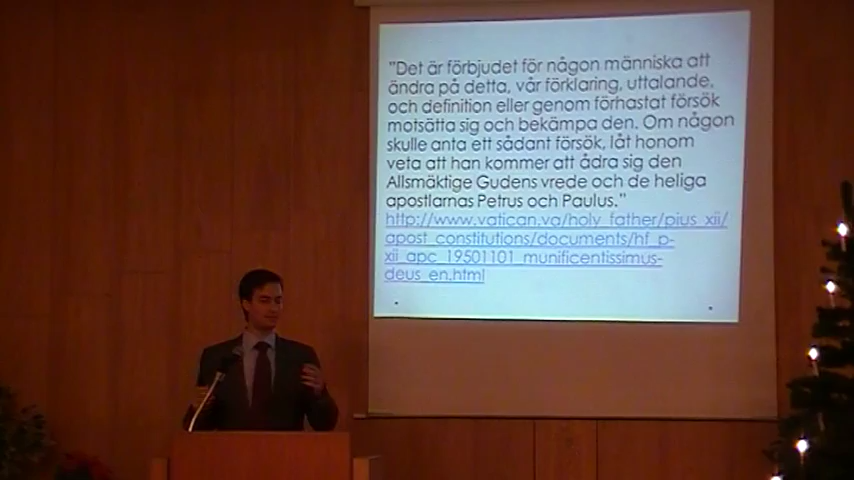 "Det är förbjudet för någon människa att
ändra på detta, vår förklaring, uttalande,
och definition eller genom förhastat försök
motsätta sig och bekämpa den. Om någon
skulle anta ett sådant försök, låt honom
veta att han kommer att ådra sig den
Allsmäktige Gudens vrede och de heliga
apostlarnas Petrus och Paulus."
http://www.vatican.va/holy_father/pius_xii/
apost_constitutions/documents/hf_p-
xii_apc_19501101_munificentissimus-
deus_en.html